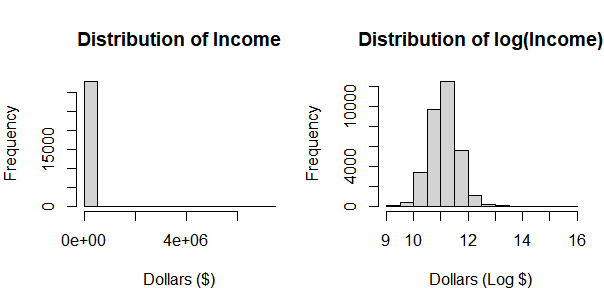 Distribution of Income
Frequency
0
15000
0e+00
4e+06
Dollars ($)
Distribution of log(Income)
Frequency
0
4000
10000
9
10
12
14
16
Dollars (Log $)